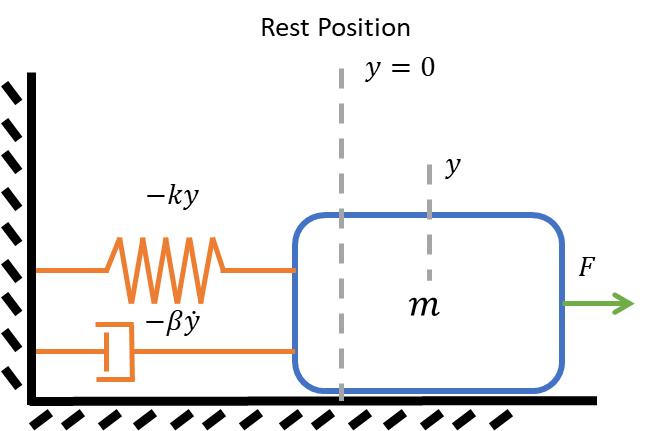 Rest Position
y = 0
y
−ky
F
m
−βẏ